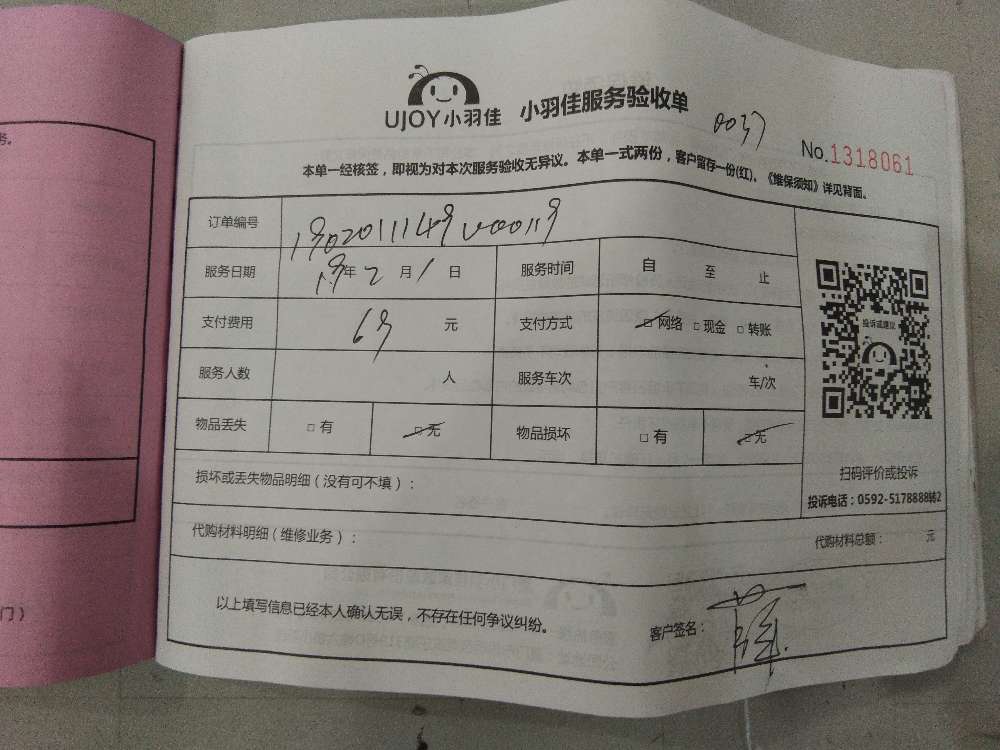 务。
UJOY小羽佳 小羽佳服务验收单
0037
No.1318061
本单一经核签，即视为对本次服务验收无异议。本单一式两份，客户留存一份(红)。《维保须知》详见背面。
订单编号
服务日期 19年2月1日 服务时间 自 至 止
支付费用 69 元 支付方式 □网络 □现金 □转账
投诉或建议
服务人数 人 服务车次 车/次
物品丢失 □有 □无 物品损坏 □有 □无
损坏或丢失物品明细（没有可不填）：
扫码评价或投诉
投诉电话：0592-5178888转2
代购材料明细（维修业务）： 代购材料总额： 元
门）
以上填写信息已经本人确认无误，不存在任何争议纠纷。 客户签名：